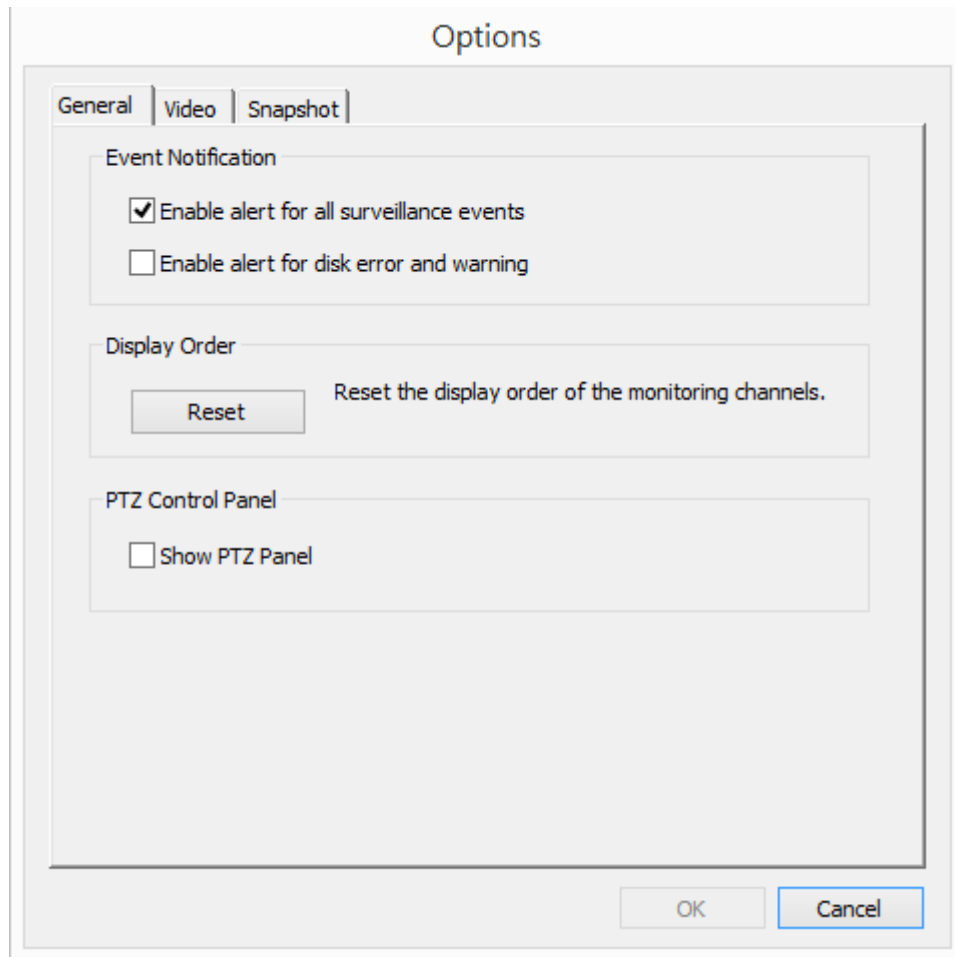 Options
General
Video
Snapshot
Event Notification
Enable alert for all surveillance events
Enable alert for disk error and warning
Display Order
Reset
Reset the display order of the monitoring channels.
PTZ Control Panel
Show PTZ Panel
OK
Cancel